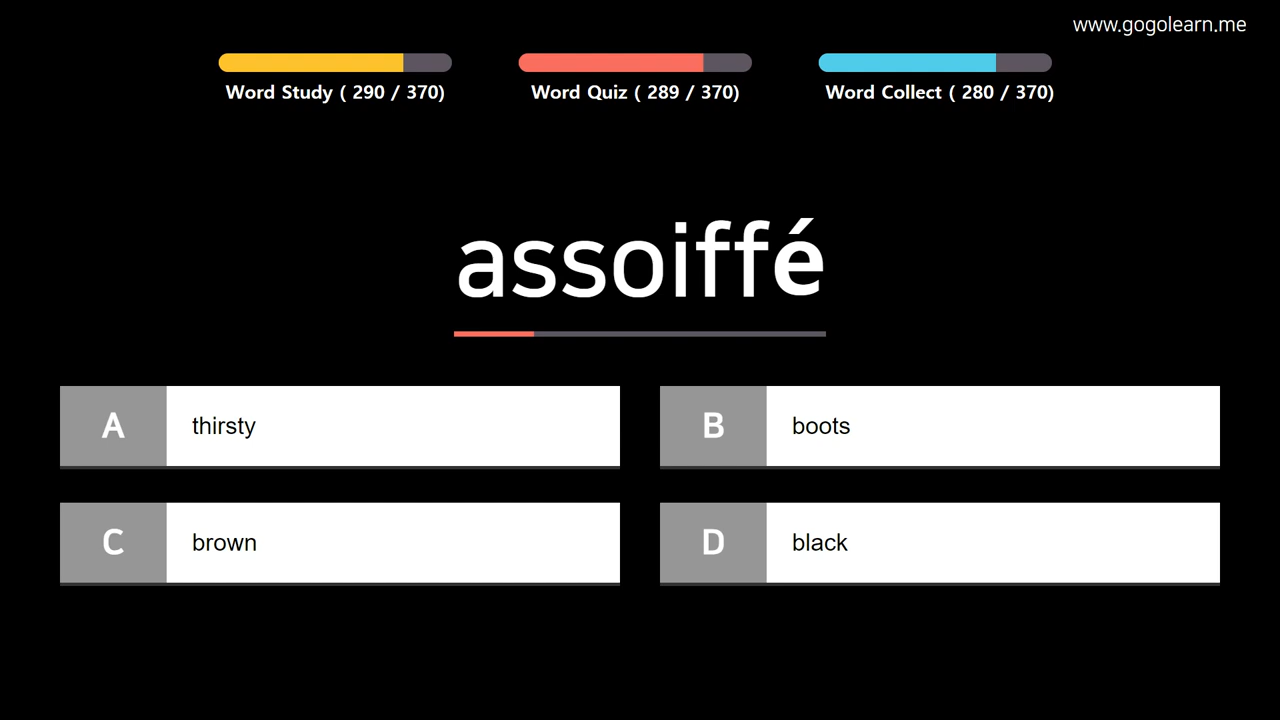 www.gogolearn.me
Word Study ( 290 / 370)
Word Quiz ( 289 / 370)
Word Collect ( 280 / 370)
assoiffé
A thirsty
B boots
C brown
D black